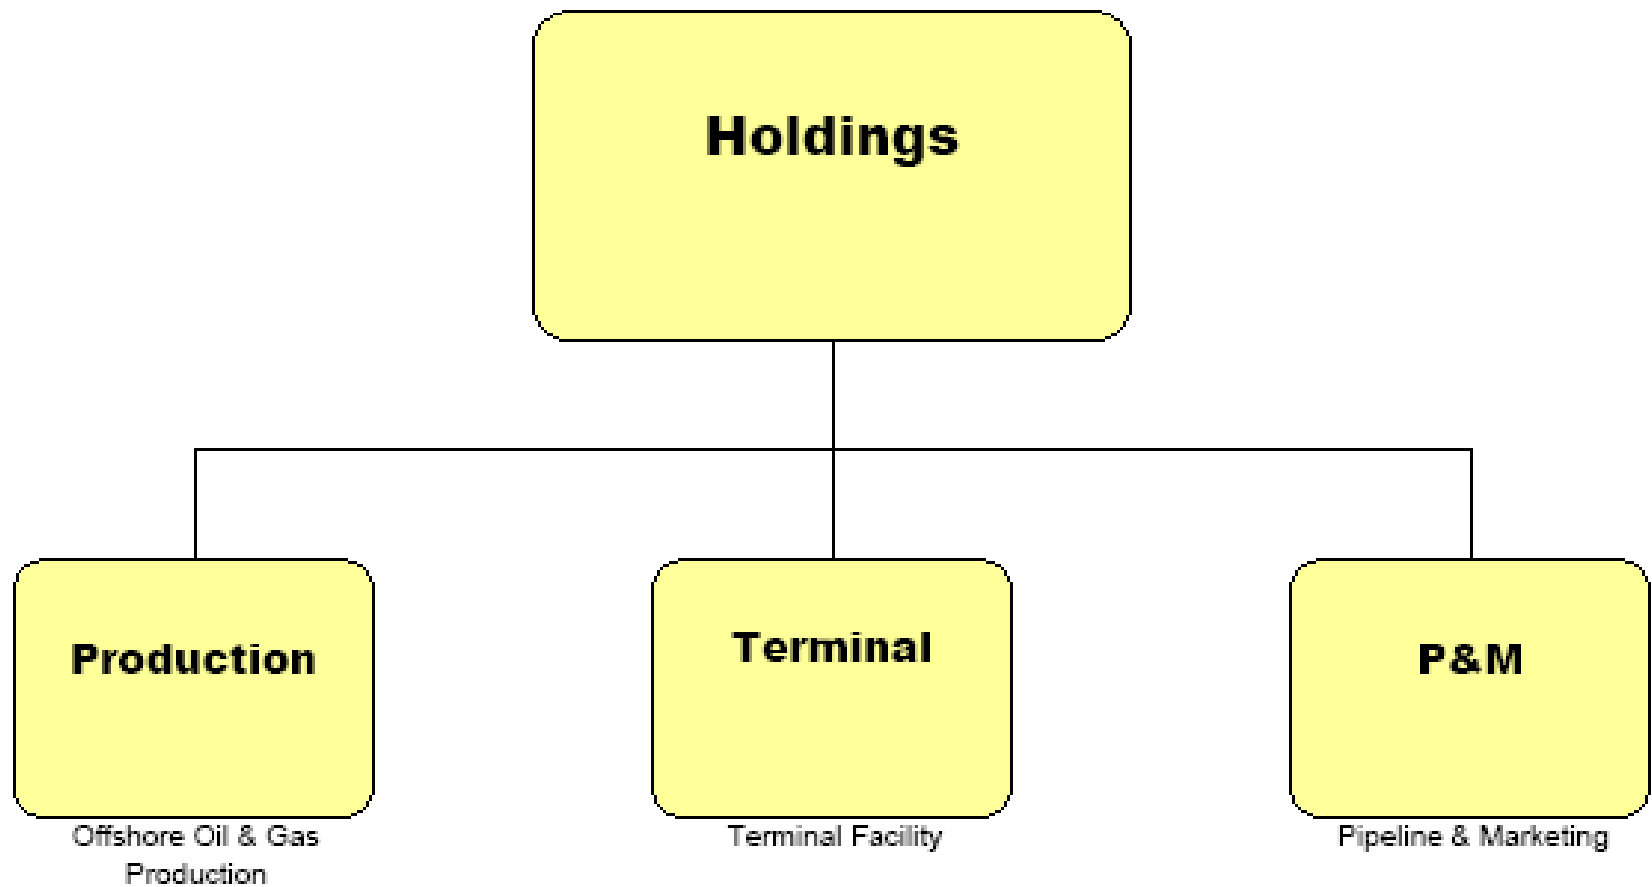 Holdings
Production
Terminal
P&M
Offshore Oil & Gas
Production
Terminal Facility
Pipeline & Marketing